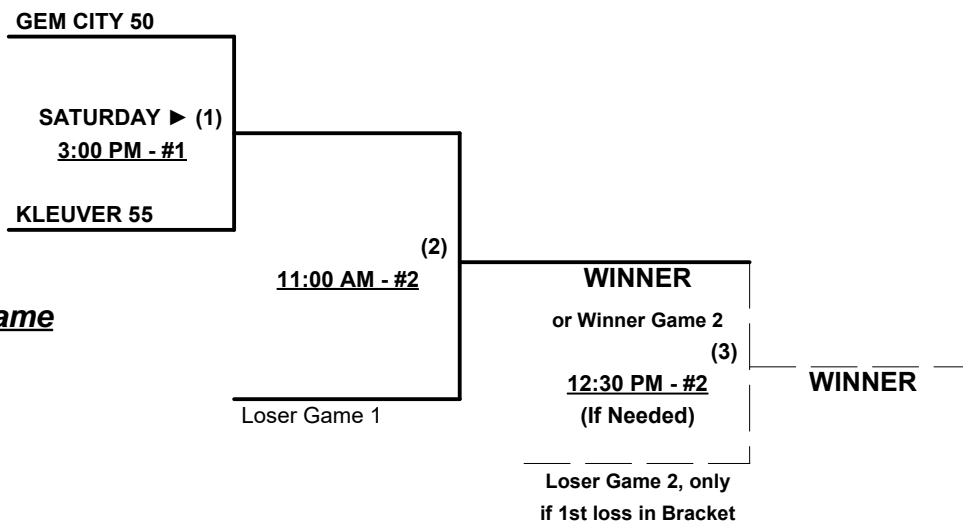 GEM CITY 50
SATURDAY ► (1)
3:00 PM - #1
KLEUVER 55
(2)
11:00 AM - #2
WINNER
ame
or Winner Game 2
(3)
12:30 PM - #2
WINNER
Loser Game 1
(If Needed)
Loser Game 2, only
if 1st loss in Bracket